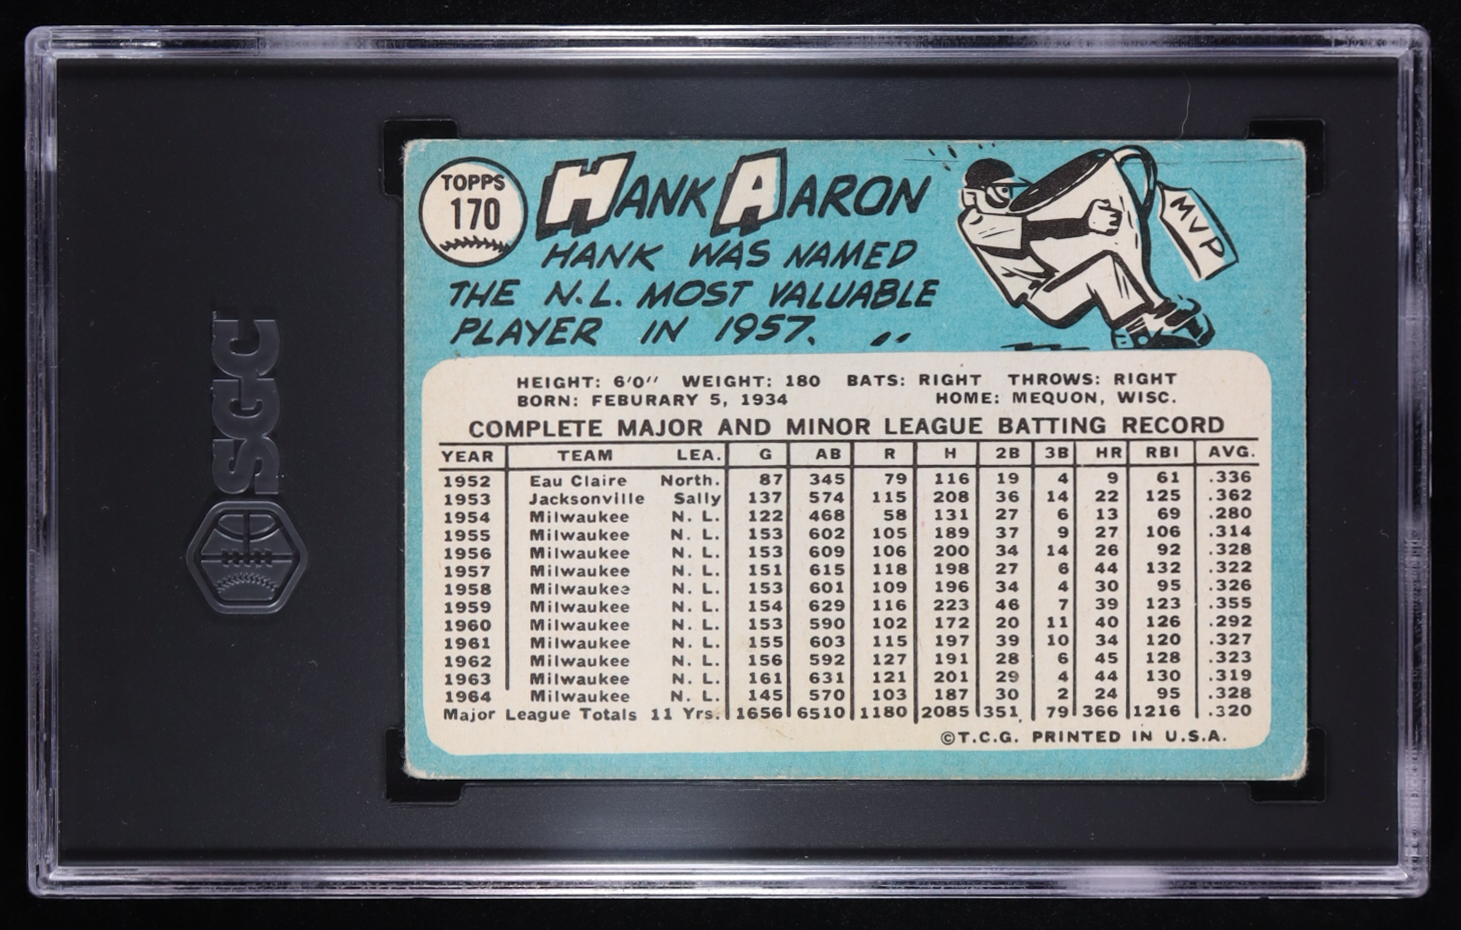 SGC
TOPPS
170
HANK AARON
HANK WAS NAMED
THE N.L. MOST VALUABLE
PLAYER IN 1957.
MVP
HEIGHT: 6'0" WEIGHT: 180 BATS: RIGHT THROWS: RIGHT
BORN: FEBURARY 5, 1934 HOME: MEQUON, WISC.
COMPLETE MAJOR AND MINOR LEAGUE BATTING RECORD
YEAR TEAM LEA. G AB R H 2B 3B HR RBI AVG.
1952 Eau Claire North. 87 345 79 116 19 4 9 61 .336
1953 Jacksonville Sally 137 574 115 208 36 14 22 125 .362
1954 Milwaukee N. L. 122 468 58 131 27 6 13 69 .280
1955 Milwaukee N. L. 153 602 105 189 37 9 27 106 .314
1956 Milwaukee N. L. 153 609 106 200 34 14 26 92 .328
1957 Milwaukee N. L. 151 615 118 198 27 6 44 132 .322
1958 Milwaukee N. L. 153 601 109 196 34 4 30 95 .326
1959 Milwaukee N. L. 154 629 116 223 46 7 39 123 .355
1960 Milwaukee N. L. 153 590 102 172 20 11 40 126 .292
1961 Milwaukee N. L. 155 603 115 197 39 10 34 120 .327
1962 Milwaukee N. L. 156 592 127 191 28 6 45 128 .323
1963 Milwaukee N. L. 161 631 121 201 29 4 44 130 .319
1964 Milwaukee N. L. 145 570 103 187 30 2 24 95 .328
Major League Totals 11 Yrs. 1656 6510 1180 2085 351 79 366 1216 .320
©T.C.G. PRINTED IN U.S.A.